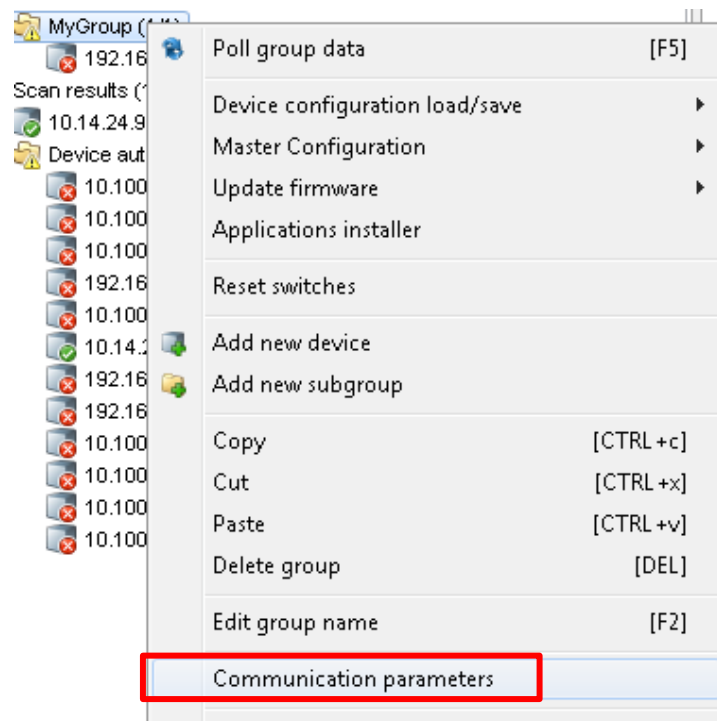 MyGroup (1/1)
192.16
Scan results (
10.14.24.9
Device aut
10.100
10.100
10.100
192.16
10.100
10.14.2
192.16
192.16
10.100
10.100
10.100
10.100
Poll group data [F5]
Device configuration load/save
Master Configuration
Update firmware
Applications installer
Reset switches
Add new device
Add new subgroup
Copy [CTRL+c]
Cut [CTRL+x]
Paste [CTRL+v]
Delete group [DEL]
Edit group name [F2]
Communication parameters